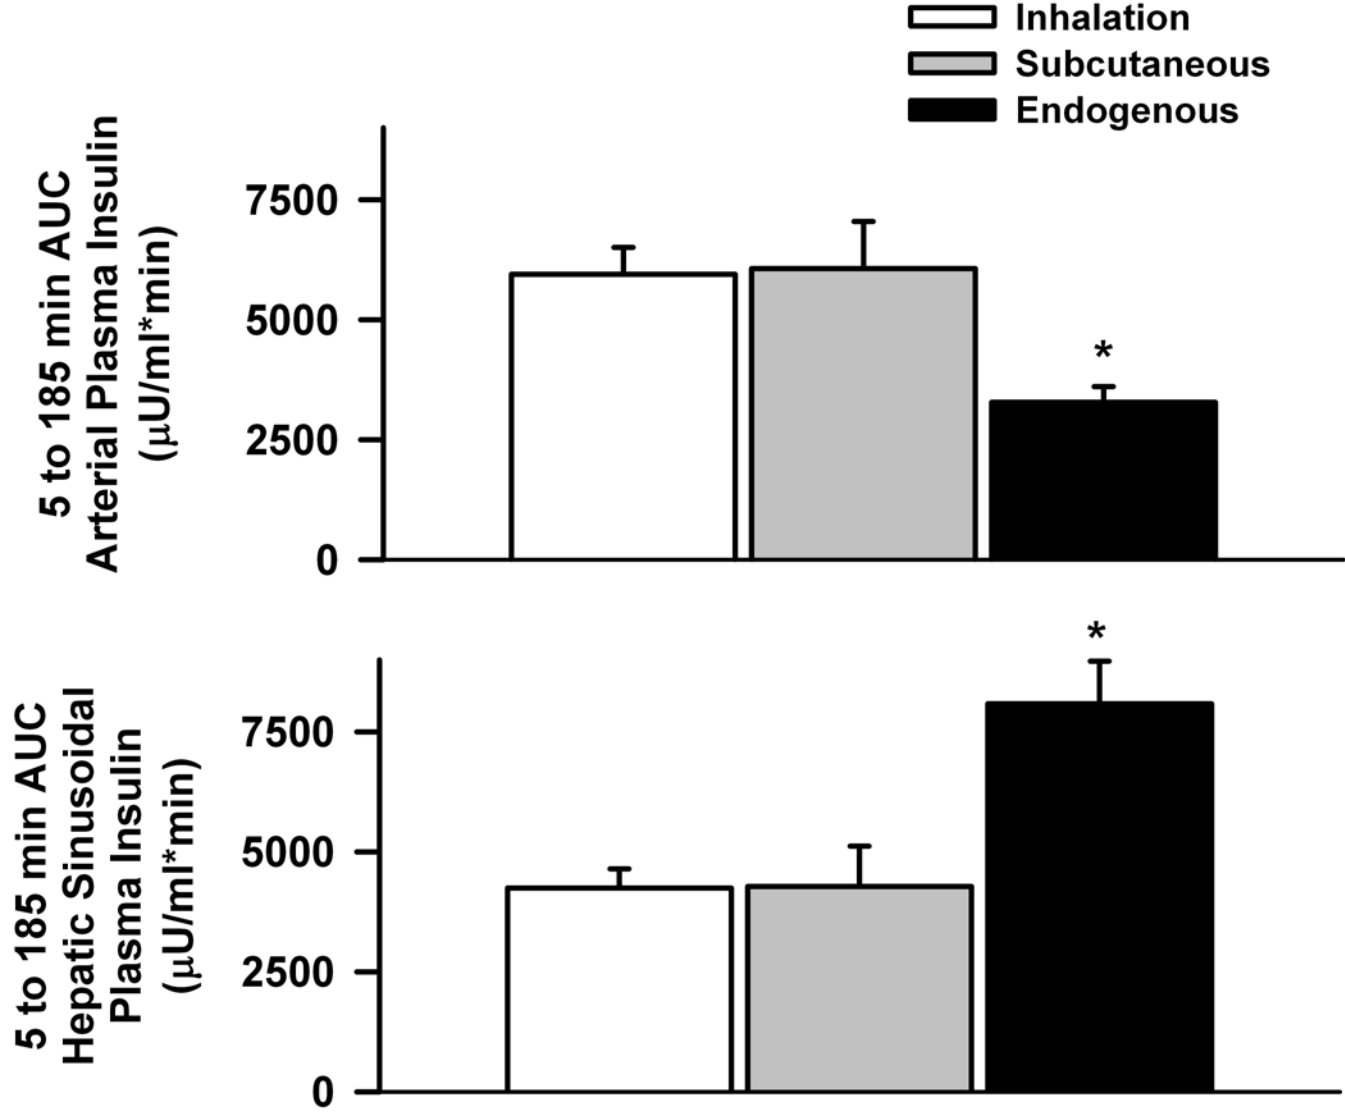 Inhalation
Subcutaneous
Endogenous
5 to 185 min AUC
Arterial Plasma Insulin
(μU/ml*min)
7500
5000
2500
0
*
5 to 185 min AUC
Hepatic Sinusoidal
Plasma Insulin
(μU/ml*min)
7500
5000
2500
0
*